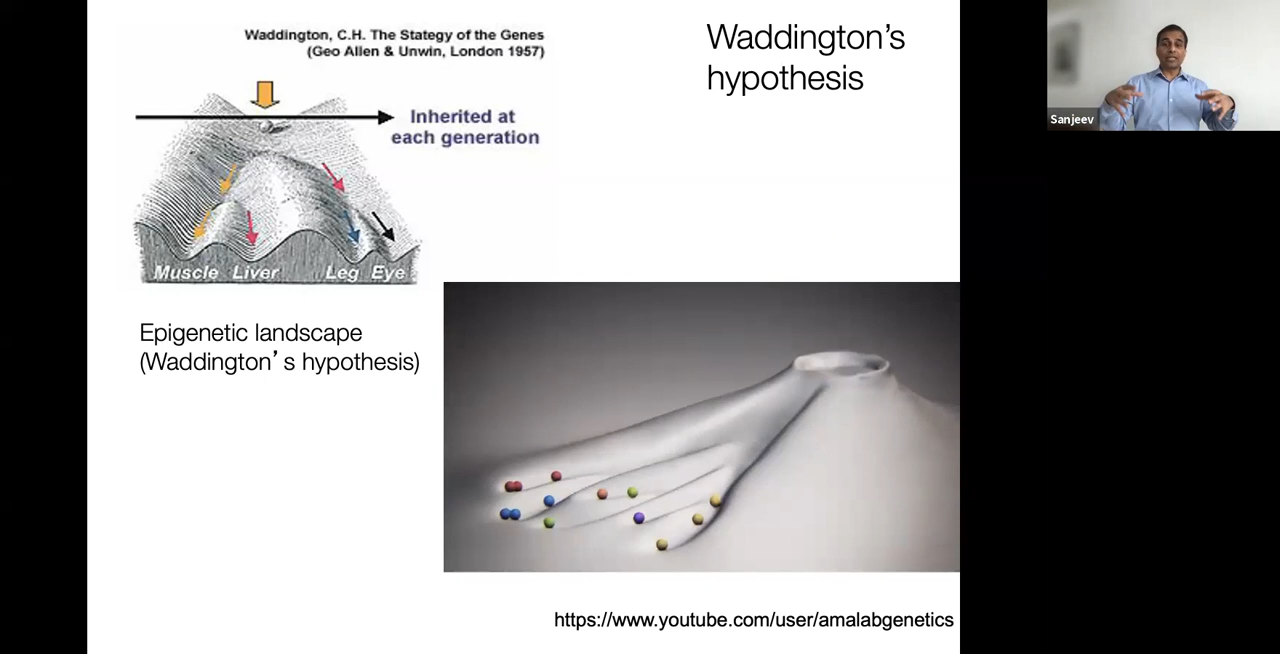 Waddington, C.H. The Stategy of the Genes
(Geo Allen & Unwin, London 1957)
Waddington’s
hypothesis
Inherited at
each generation
Sanjeev
Muscle Liver Leg Eye
Epigenetic landscape
(Waddington’s hypothesis)
https://www.youtube.com/user/amalabgenetics